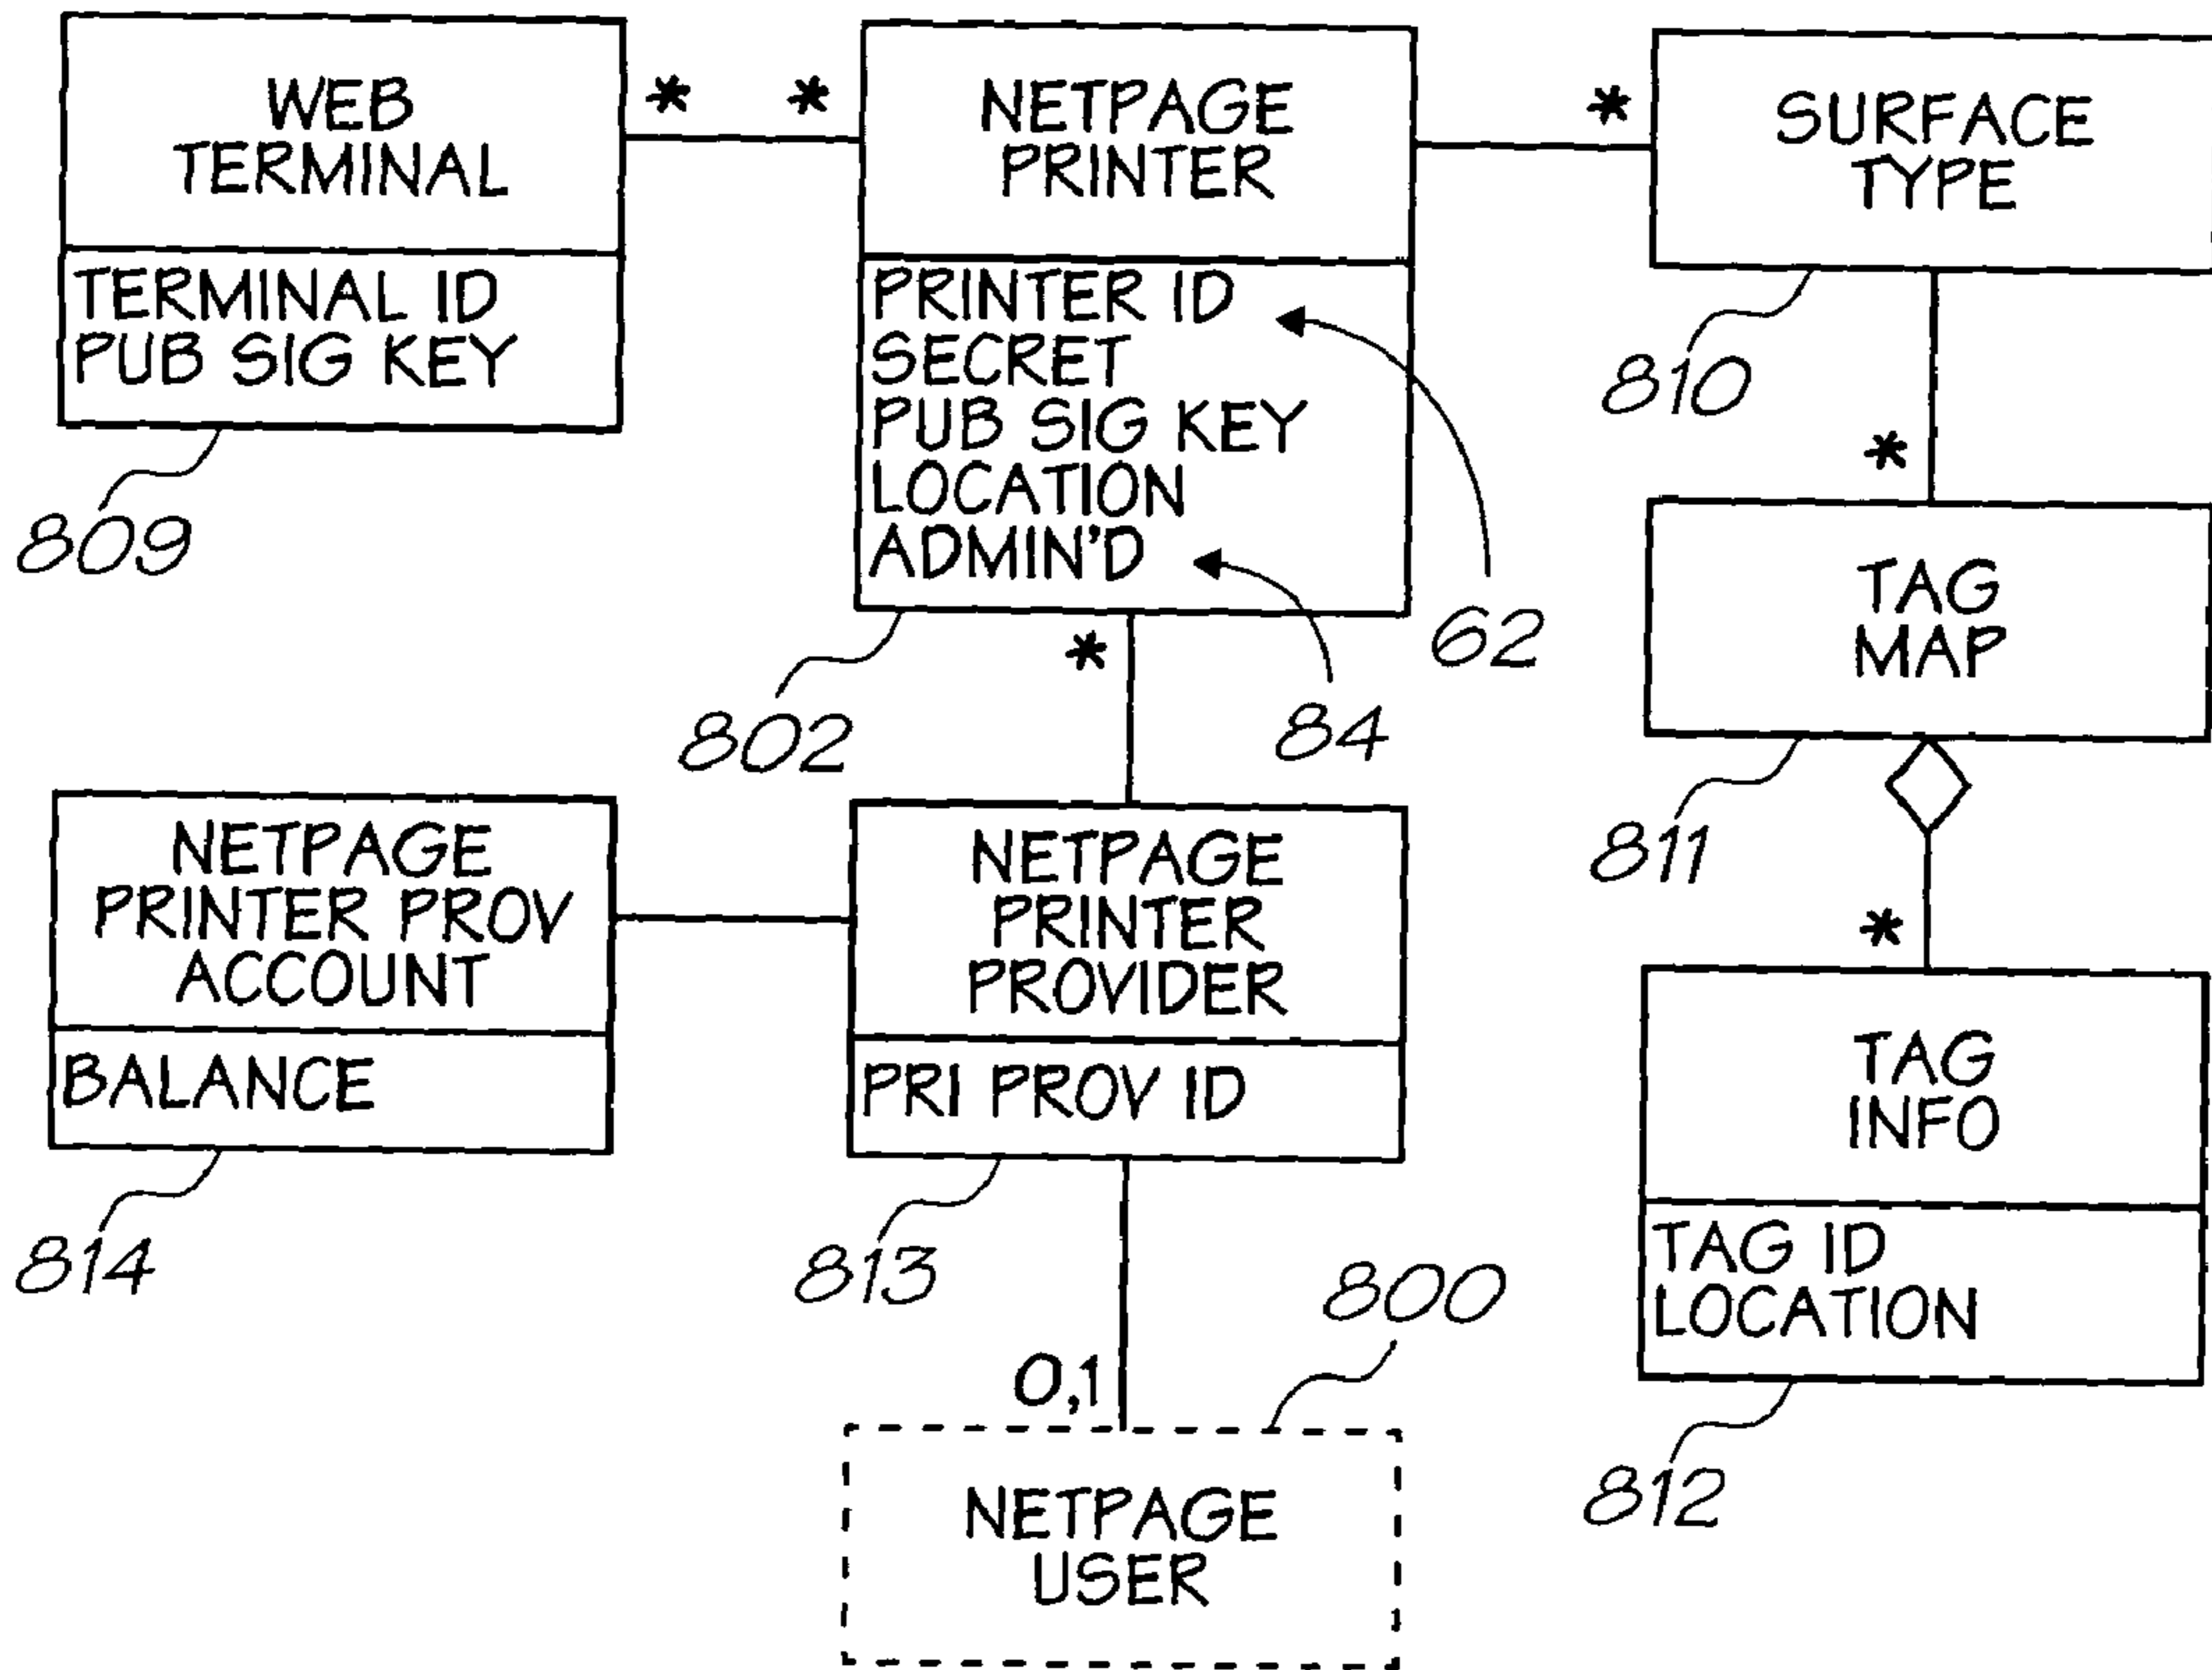 WEB
TERMINAL
TERMINAL ID
PUB SIG KEY
809
*
*
NETPAGE
PRINTER
PRINTER ID
SECRET
PUB SIG KEY
LOCATION
ADMIN'D
62
84
802
*
*
SURFACE
TYPE
810
*
TAG
MAP
811
*
TAG
INFO
TAG ID
LOCATION
812
NETPAGE
PRINTER PROV
ACCOUNT
BALANCE
814
NETPAGE
PRINTER
PROVIDER
PRI PROV ID
813
800
0,1
NETPAGE
USER